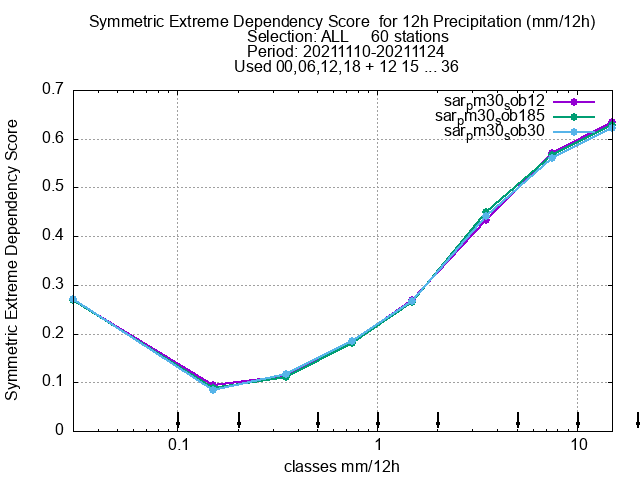 Symmetric Extreme Dependency Score  for 12h Precipitation (mm/12h)
Selection: ALL     60 stations
Period: 20211110-20211124
Used 00,06,12,18 + 12 15 ... 36
sarpm30sob12
sarpm30sob185
sarpm30sob30
Symmetric Extreme Dependency Score
0.7
0.6
0.5
0.4
0.3
0.2
0.1
0
0.1 1 10
classes mm/12h